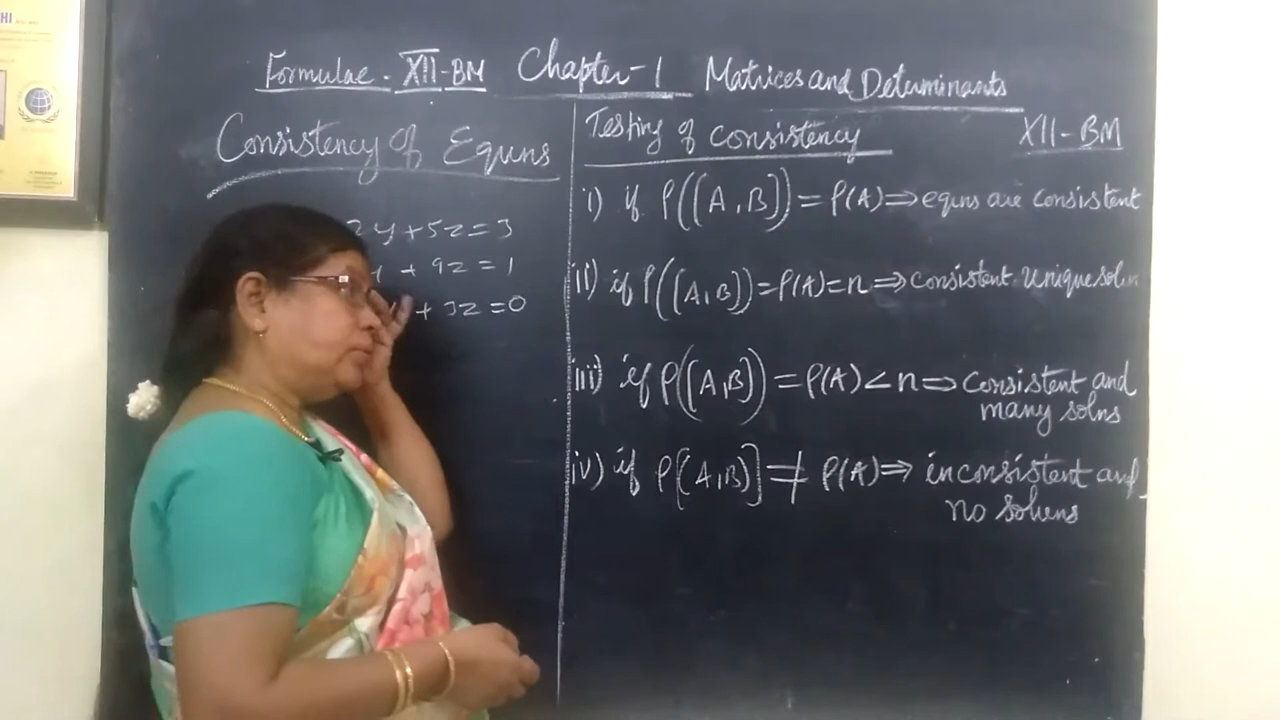 HI
Formulae - XII-BM Chapter-1 Matrices and Determinants
Consistency of Equns
2y+5z=3
+ 9z=1
+ 3z=0
Testing of consistency
XII-BM
i) if ρ([A,B])=ρ(A)⇒equns are consistent
ii) if ρ([A,B])=ρ(A)=n⇒consistent unique soln
iii) if ρ([A,B])=ρ(A)<n⇒ consistent and
many solns
iv) if ρ[A,B)]≠ρ(A)⇒ inconsistent and
no solns